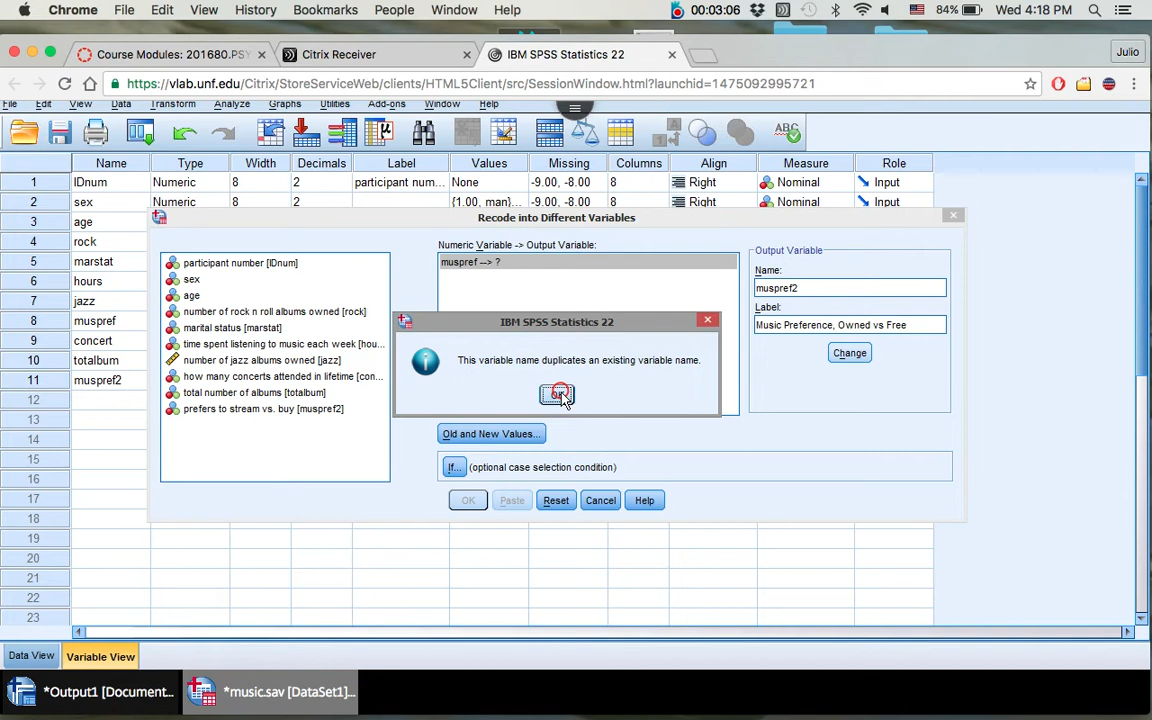 Chrome File Edit View History Bookmarks People Window Help 00:03:06 84% Wed 4:18 PM
Course Modules: 201680.PSY Citrix Receiver IBM SPSS Statistics 22 Julio
https://vlab.unf.edu/Citrix/StoreServiceWeb/clients/HTML5Client/src/SessionWindow.html?launchid=1475092995721
File Edit View Data Transform Analyze Graphs Utilities Add-ons Window Help
Name Type Width Decimals Label Values Missing Columns Align Measure Role
1 IDnum Numeric 8 2 participant num... None -9.00, -8.00 8 Right Nominal Input
2 sex Numeric 8 2 {1.00, man}... -9.00, -8.00 8 Right Nominal Input
3 age
4 rock
5 marstat
6 hours
7 jazz
8 muspref
9 concert
10 totalbum
11 muspref2
12
13
14
15
16
17
18
19
20
21
22
23
Recode into Different Variables
participant number [IDnum]
sex
age
number of rock n roll albums owned [rock]
marital status [marstat]
time spent listening to music each week [hou...
number of jazz albums owned [jazz]
how many concerts attended in lifetime [con...
total number of albums [totalbum]
prefers to stream vs. buy [muspref2]
Numeric Variable -> Output Variable:
muspref --> ?
Output Variable
Name:
muspref2
Label:
Music Preference, Owned vs Free
Change
IBM SPSS Statistics 22
This variable name duplicates an existing variable name.
Old and New Values...
If... (optional case selection condition)
OK Paste Reset Cancel Help
Data View Variable View
*Output1 [Document... *music.sav [DataSet1]...